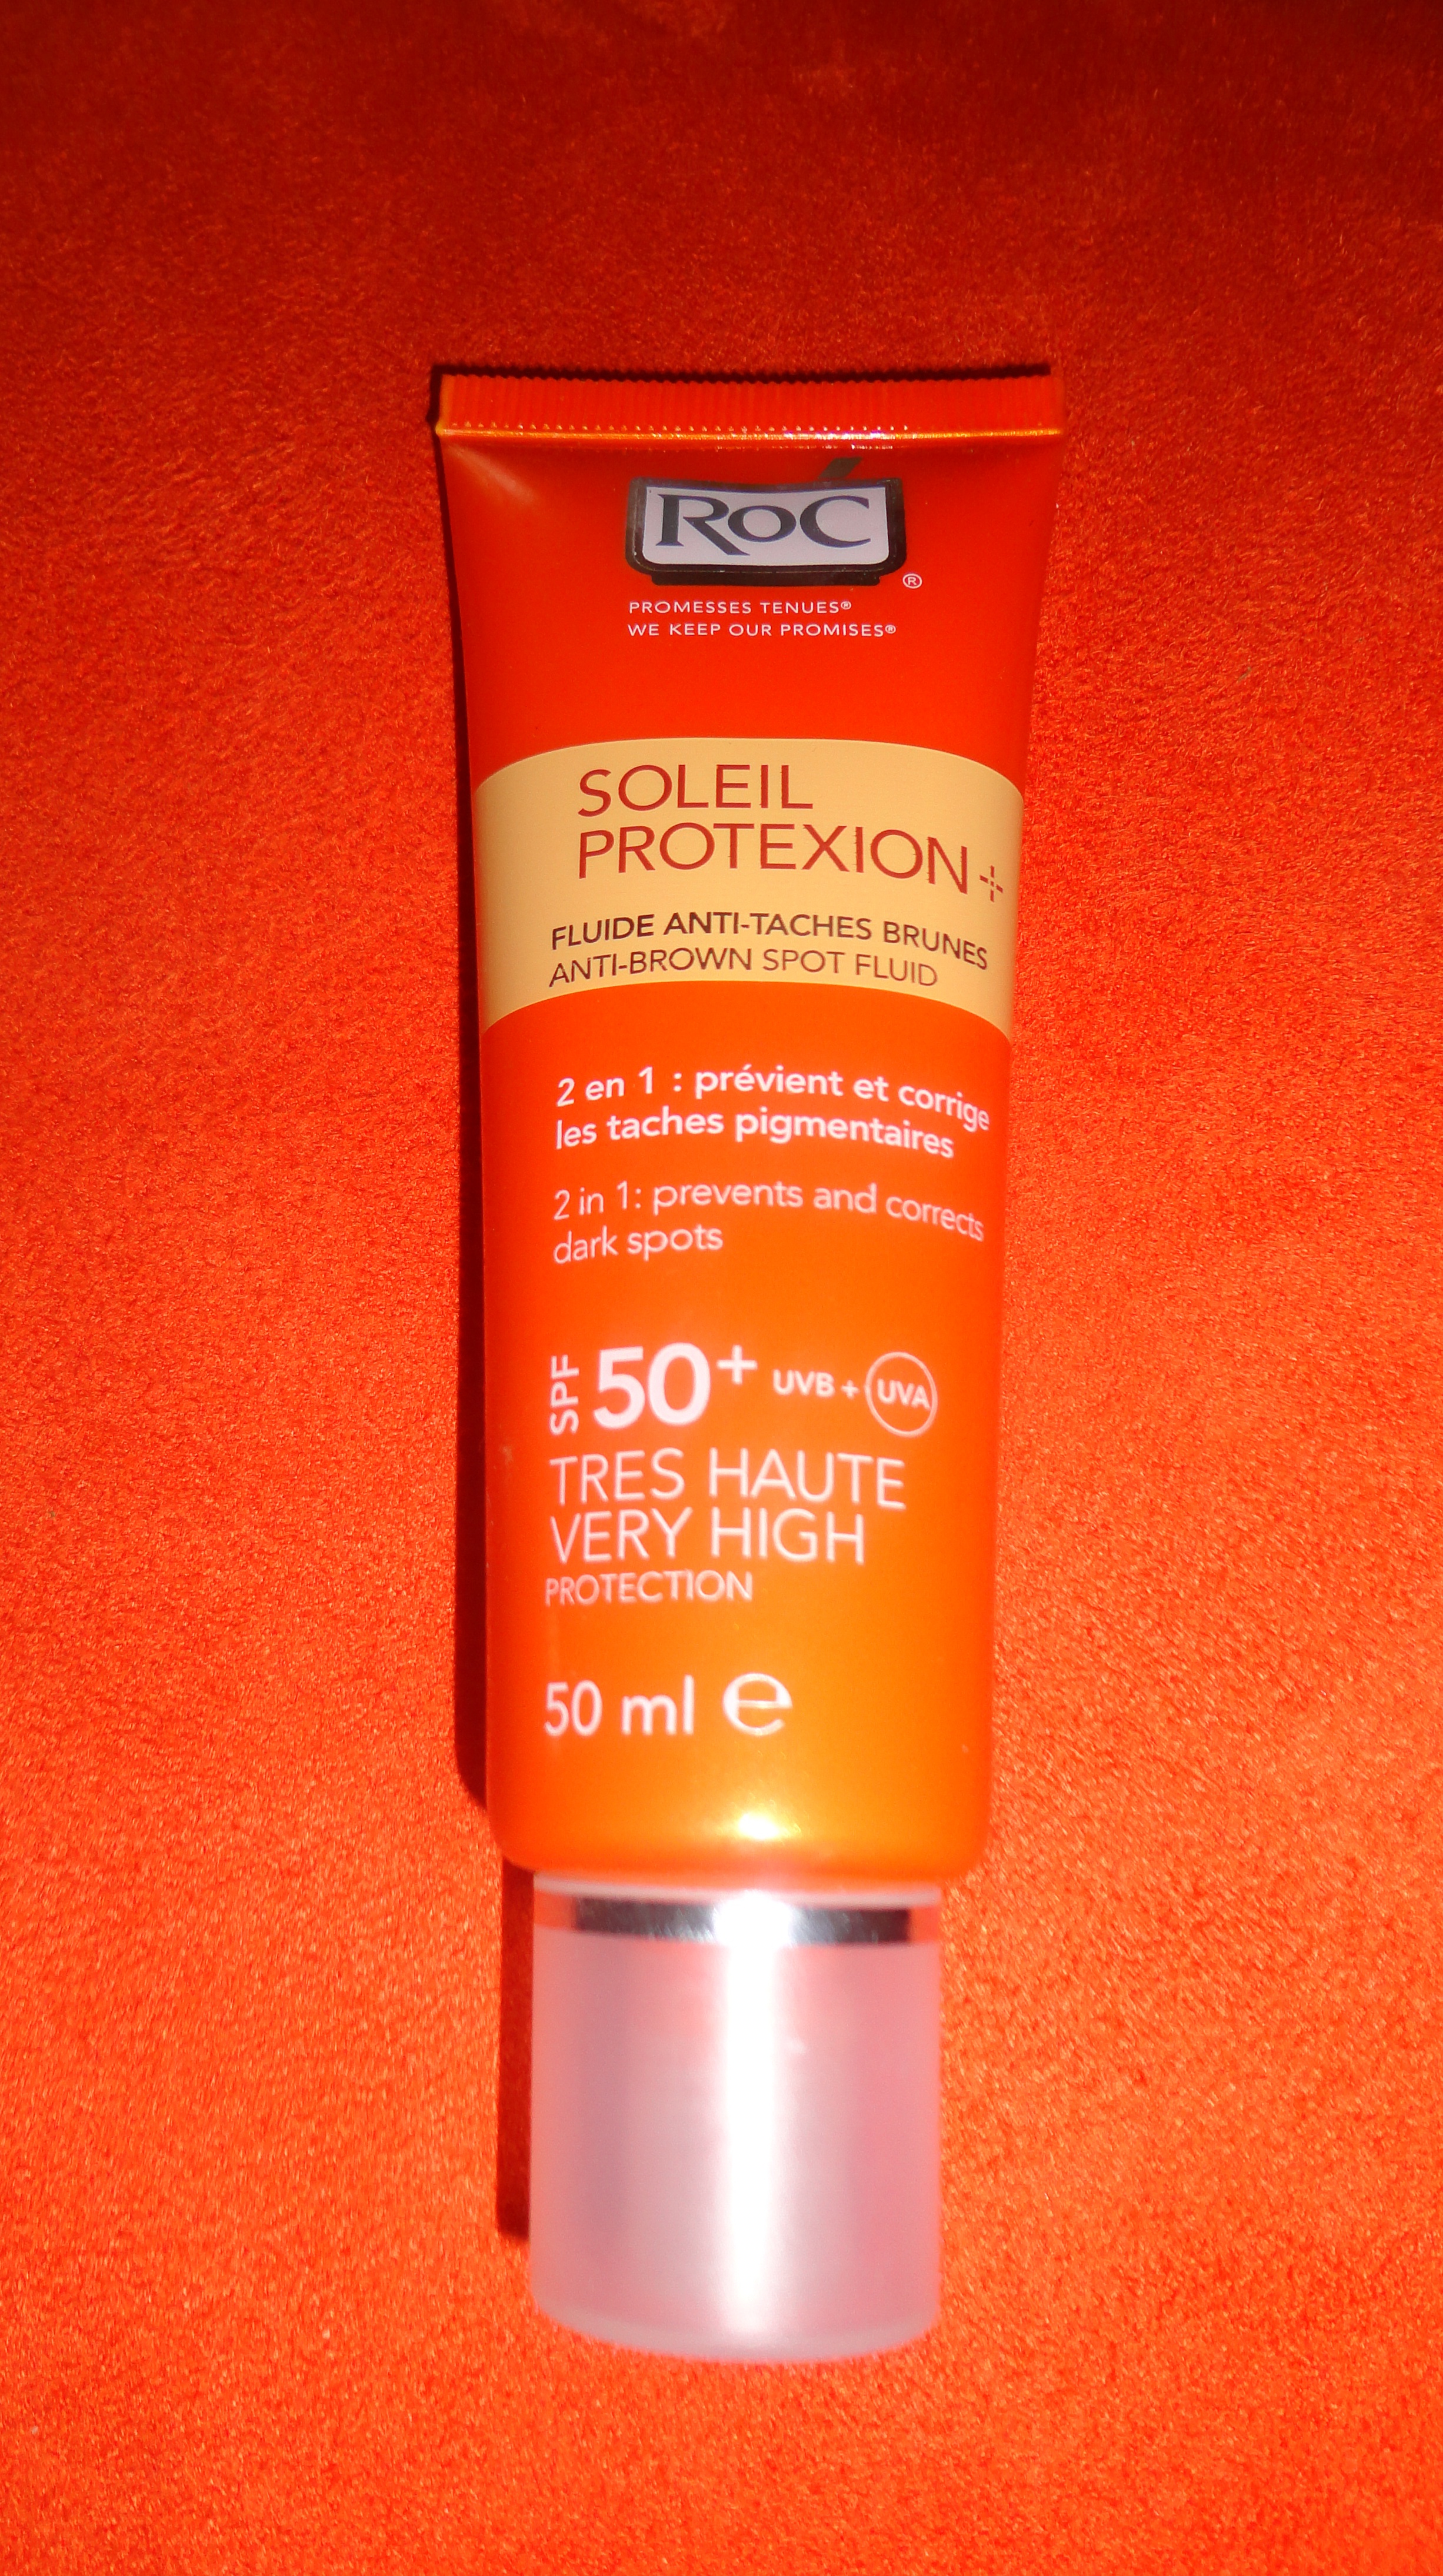 RoC®
PROMESSES TENUES®
WE KEEP OUR PROMISES®
SOLEIL
PROTEXION+
FLUIDE ANTI-TACHES BRUNES
ANTI-BROWN SPOT FLUID
2 en 1 : prévient et corrige
les taches pigmentaires
2 in 1: prevents and corrects
dark spots
SPF 50+ UVB + UVA
TRES HAUTE
VERY HIGH
PROTECTION
50 ml ℮